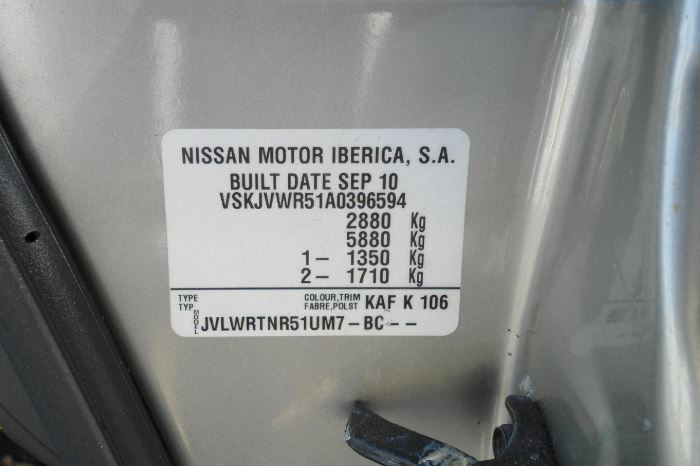 NISSAN MOTOR IBERICA, S.A.
BUILT DATE SEP 10
VSKJVWR51A0396594
2880 Kg
5880 Kg
1- 1350 Kg
2- 1710 Kg
TYPE COLOUR,TRIM KAF K 106
TYP FABRE,POLST
MODEL JVLWRTNR51UM7-BC--